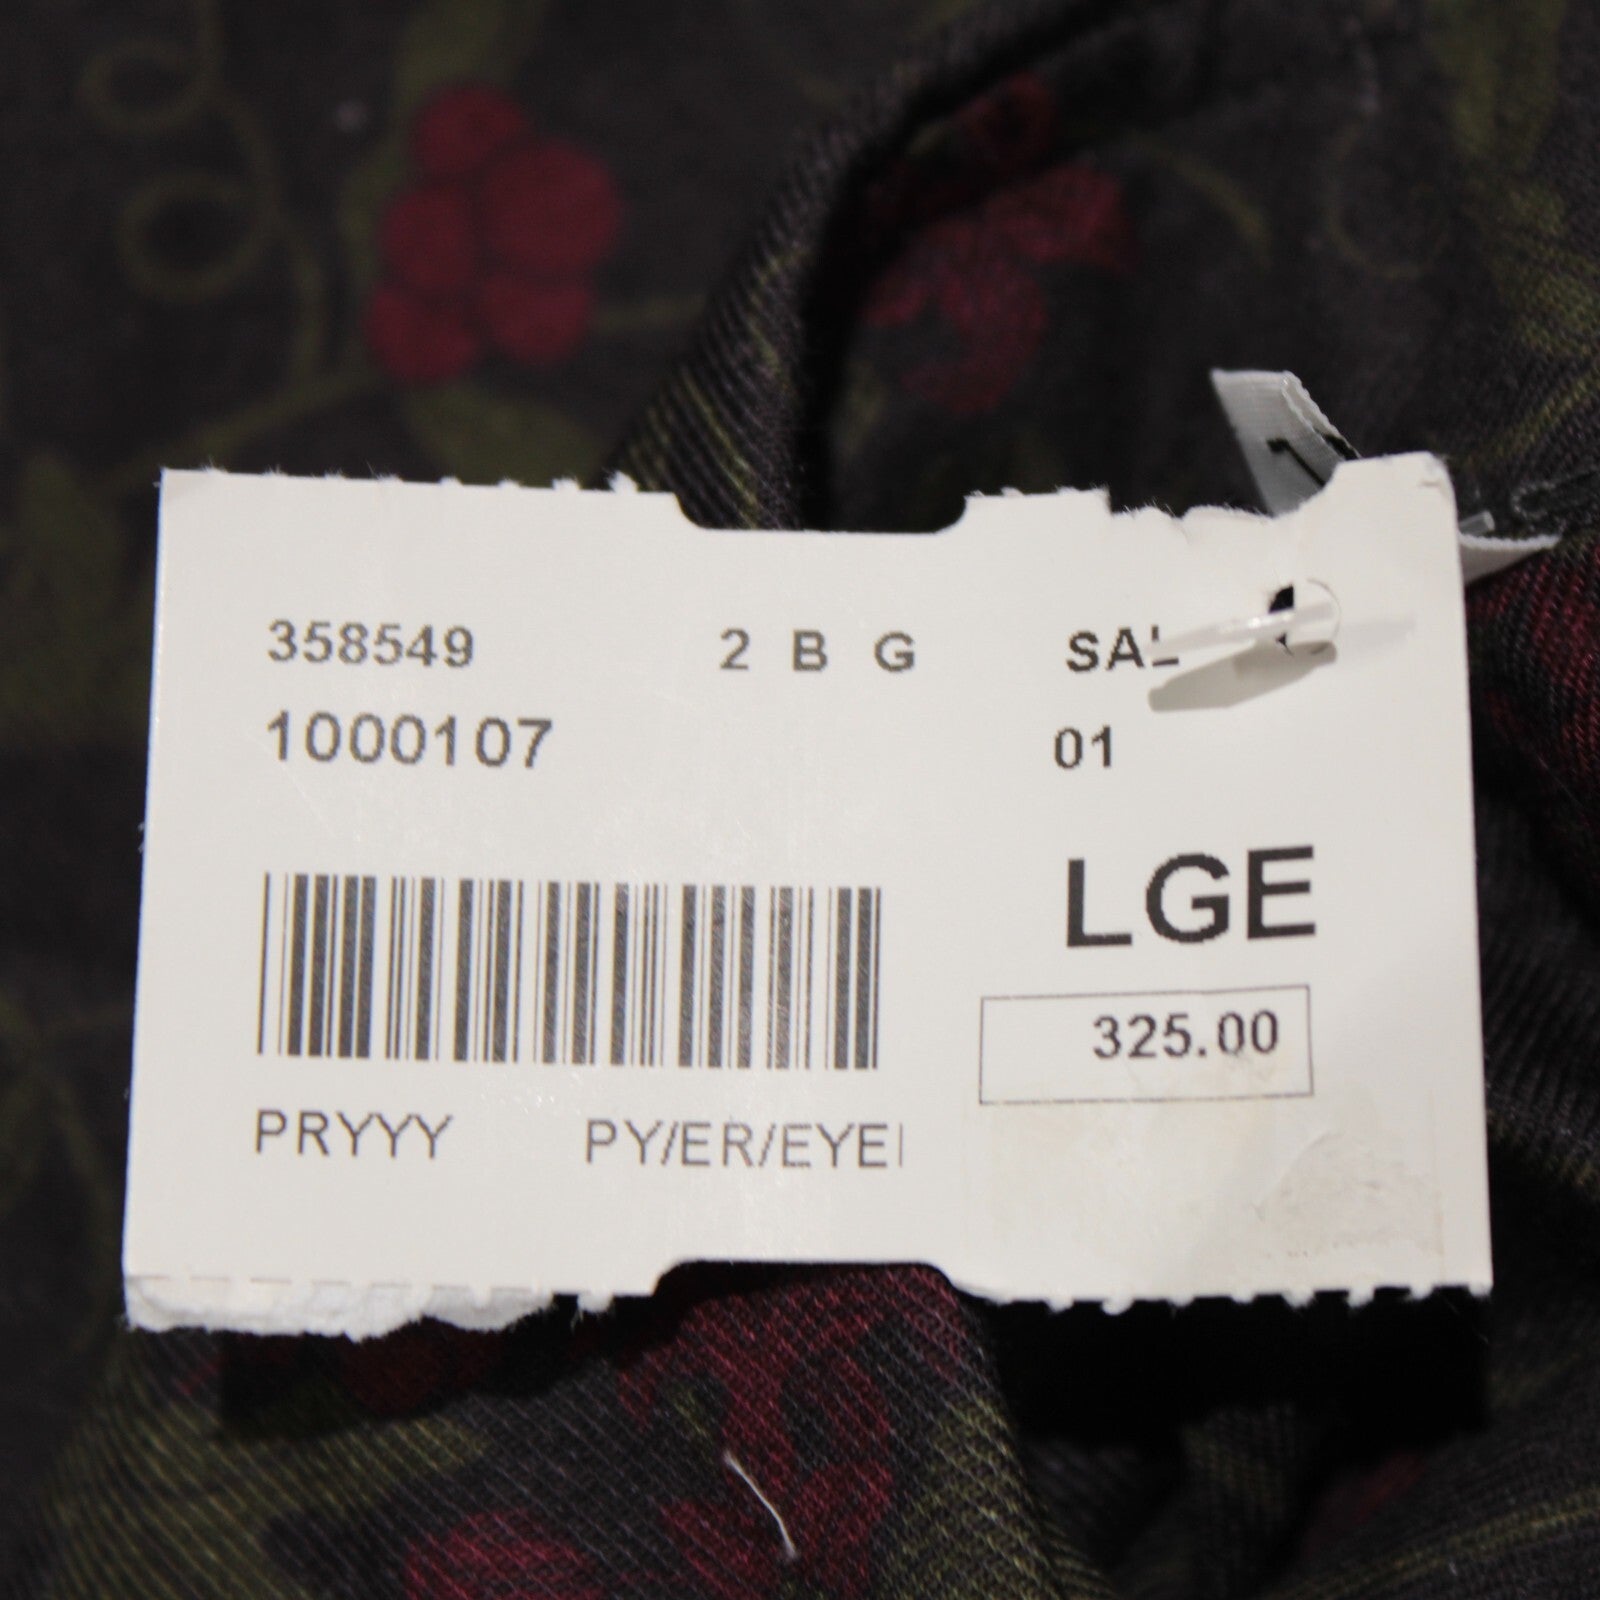 358549 2 B G SAL
1000107 01
LGE
325.00
PRYYY PY/ER/EYE